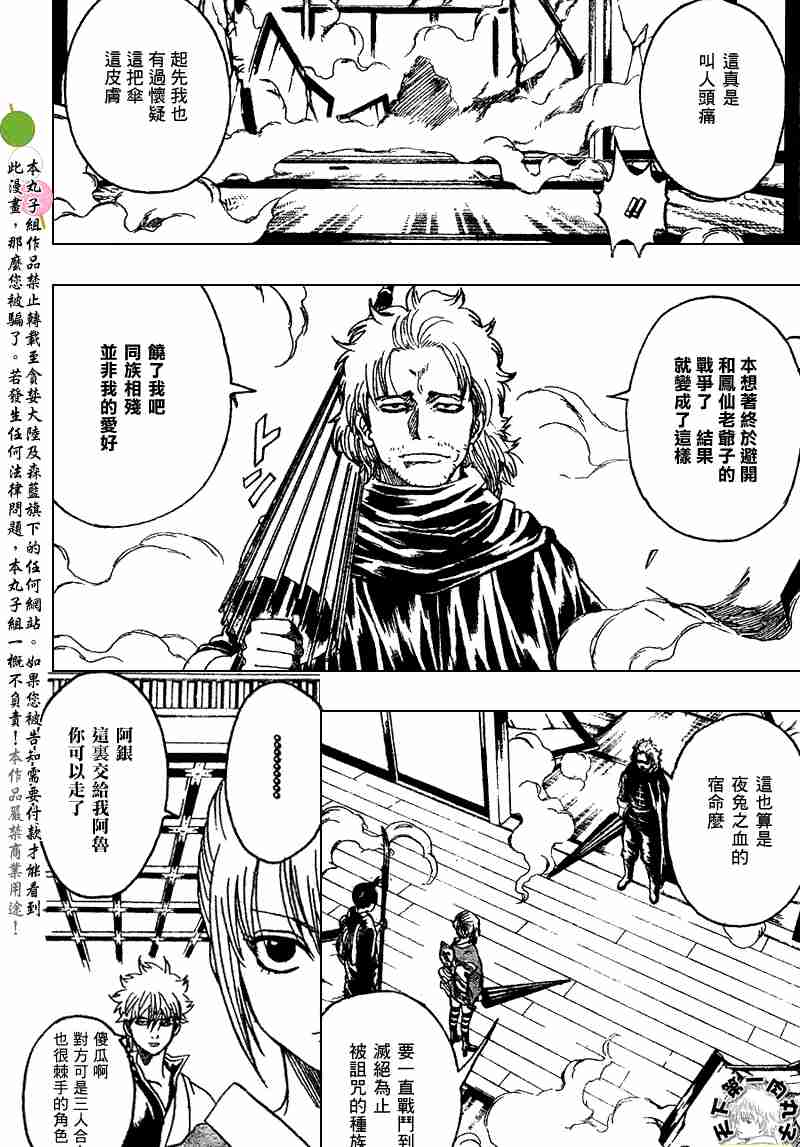 這真是
叫人頭痛
!!
起先我也
有過懷疑
這把傘
這皮膚
本想著終於避開
和鳳仙老爺子的
戰爭了 結果
就變成了這樣
饒了我吧
同族相殘
並非我的愛好
トン
這也算是
夜兔之血的
宿命麼
要一直戰鬥到
滅絕為止
被詛咒的種族
………
阿銀
這裏交給我阿魯
你可以走了
傻瓜啊
對方可是三人合
也很棘手的角色
本丸子組作品禁止轉載至貪婪大陸及森藍旗下的任何網站。如果您被告知需要付款才能看到
此漫畫，那麼您被騙了。若發生任何法律問題，本丸子組一概不負責！本作品嚴禁商業用途！
天下第一肉丸子